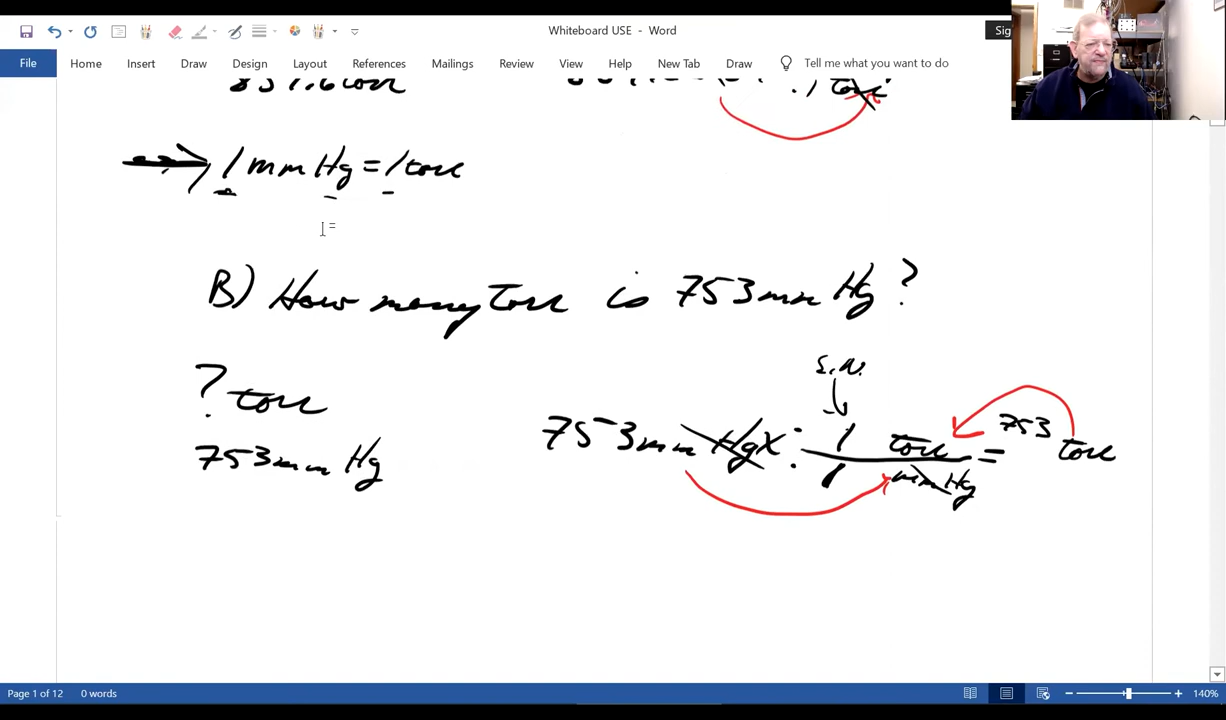 Whiteboard USE - Word
File Home Insert Draw Design Layout References Mailings Review View Help New Tab Draw Tell me what you want to do
1 mm Hg = 1 torr
B) How many torr is 753 mm Hg ?
? torr
753 mm Hg
753 mm Hg x 1 torr = 753 torr
1 mm Hg
Page 1 of 12 0 words
140%